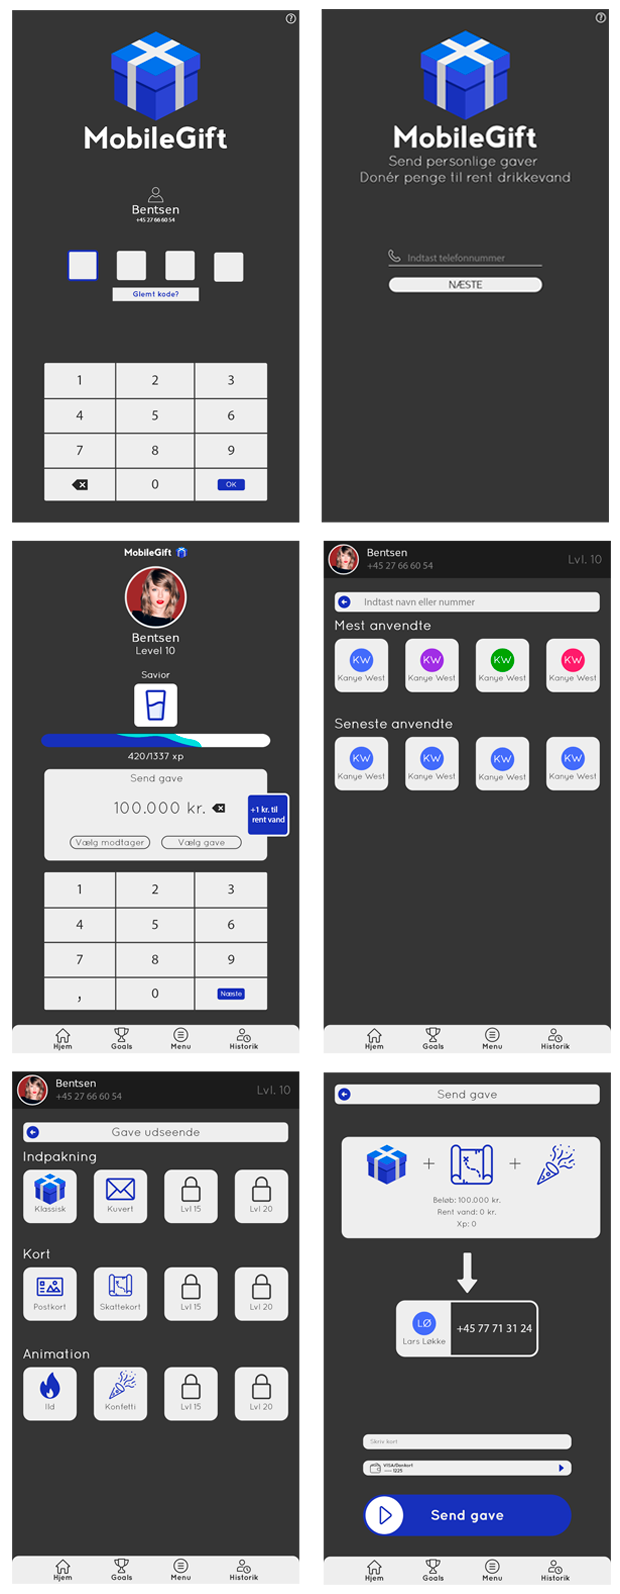 ?
MobileGift
Bentsen
+45 27 66 60 54
Glemt kode?
1 2 3
4 5 6
7 8 9
0 OK
?
MobileGift
Send personlige gaver
Donér penge til rent drikkevand
Indtast telefonnummer
NÆSTE
MobileGift
Bentsen
Level 10
Savior
420/1337 xp
Send gave
100.000 kr.
+1 kr. til
rent vand
Vælg modtager Vælg gave
1 2 3
4 5 6
7 8 9
, 0 Næste
Hjem Goals Menu Historik
Bentsen
+45 27 66 60 54
Lvl. 10
Indtast navn eller nummer
Mest anvendte
KW KW KW KW
Kanye West Kanye West Kanye West Kanye West
Seneste anvendte
KW KW KW KW
Kanye West Kanye West Kanye West Kanye West
Hjem Goals Menu Historik
Bentsen
+45 27 66 60 54
Lvl. 10
Gave udseende
Indpakning
Klassisk Kuvert Lvl 15 Lvl 20
Kort
Postkort Skattekort Lvl 15 Lvl 20
Animation
Ild Konfetti Lvl 15 Lvl 20
Hjem Goals Menu Historik
Send gave
+ +
Beløb: 100.000 kr.
Rent vand: 0 kr.
Xp: 0
LØ
Lars Løkke
+45 77 71 31 24
Skriv kort
VISA/Dankort
···· 1225
Send gave
Hjem Goals Menu Historik